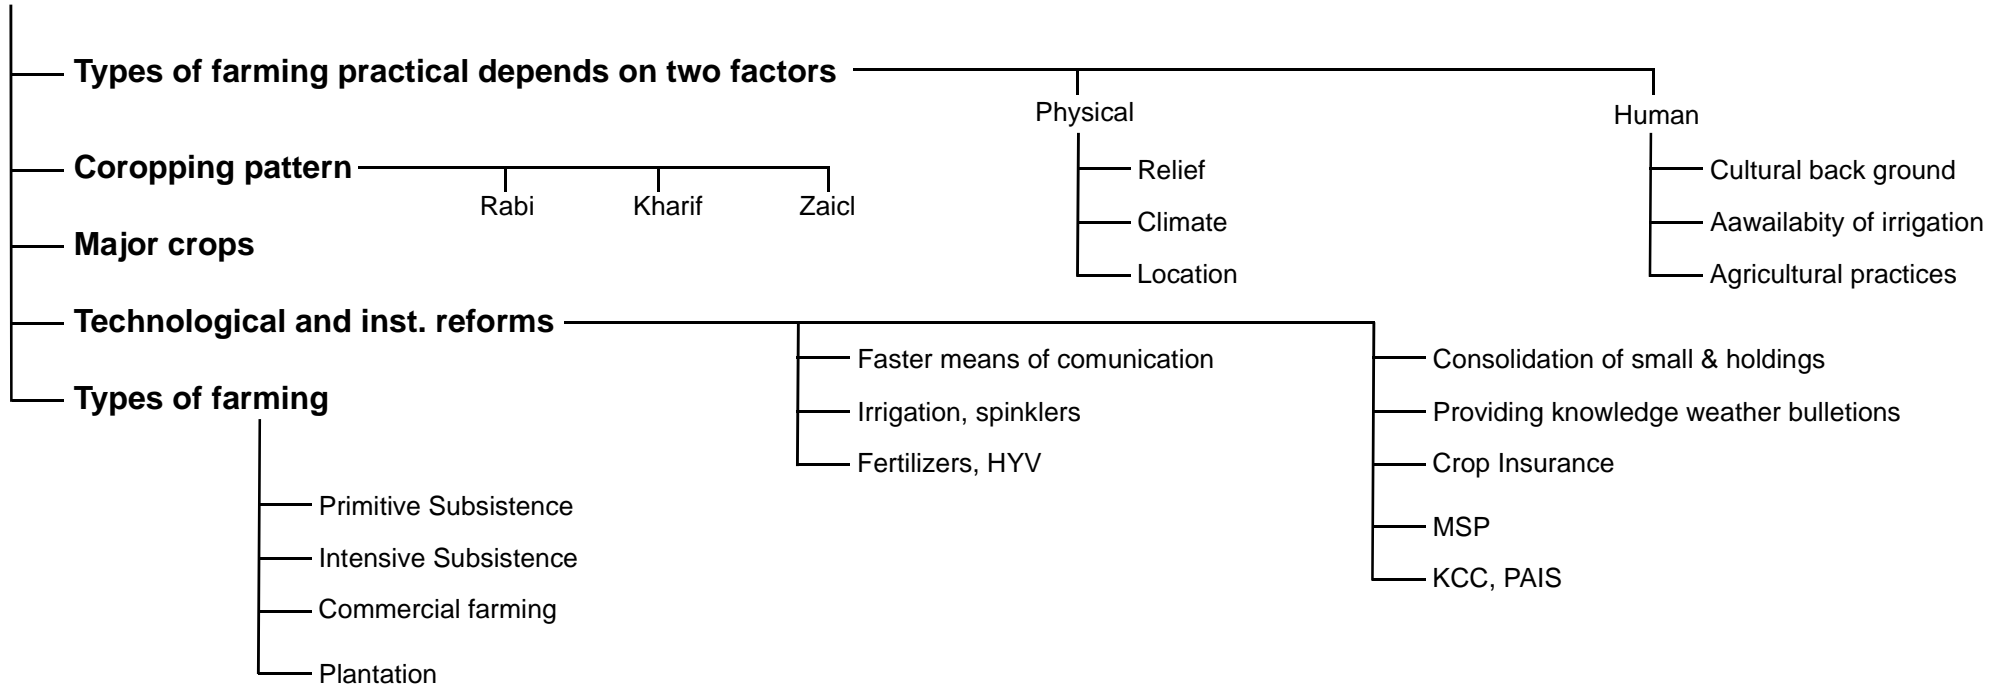 Types of farming practical depends on two factors
Physical
Relief
Climate
Location
Human
Cultural back ground
Aawailabity of irrigation
Agricultural practices
Coropping pattern
Rabi
Kharif
Zaicl
Major crops
Technological and inst. reforms
Faster means of comunication
Irrigation, spinklers
Fertilizers, HYV
Consolidation of small & holdings
Providing knowledge weather bulletions
Crop Insurance
MSP
KCC, PAIS
Types of farming
Primitive Subsistence
Intensive Subsistence
Commercial farming
Plantation